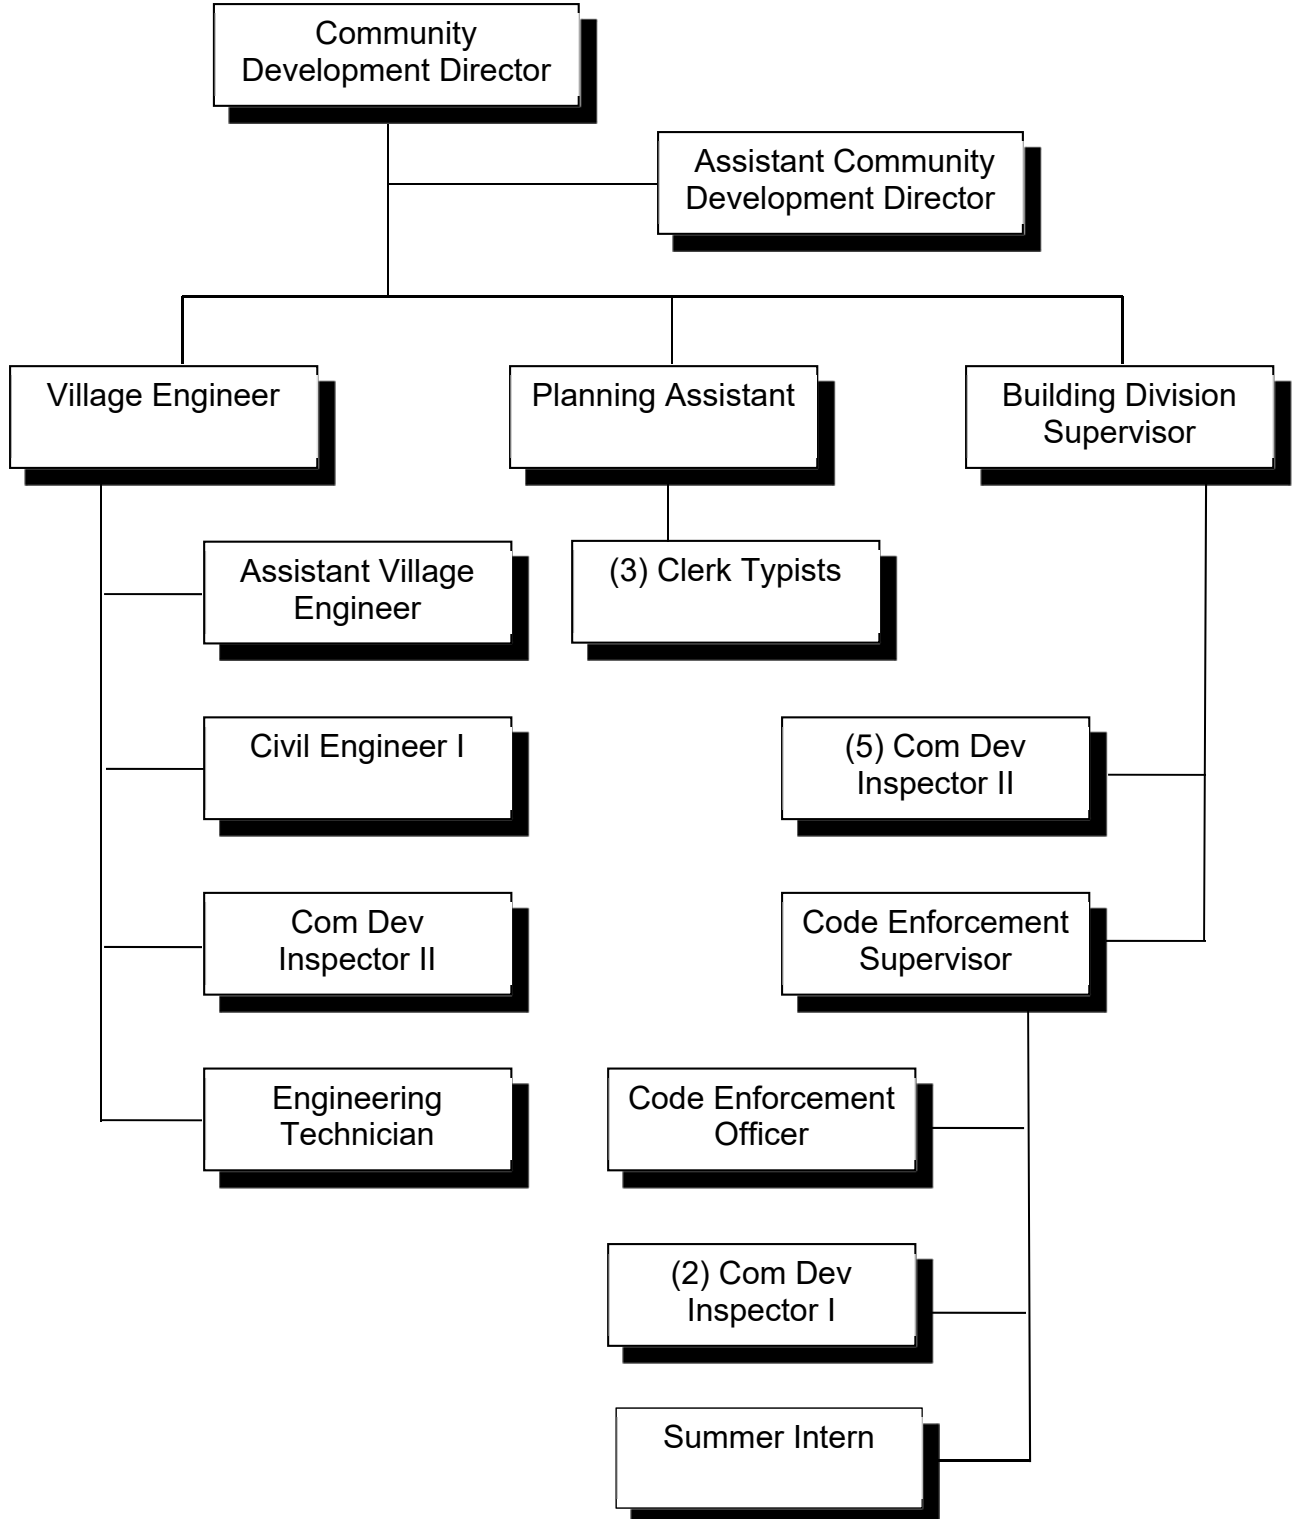 Community
Development Director
Assistant Community
Development Director
Village Engineer
Planning Assistant
Building Division
Supervisor
Assistant Village
Engineer
(3) Clerk Typists
Civil Engineer I
(5) Com Dev
Inspector II
Com Dev
Inspector II
Code Enforcement
Supervisor
Engineering
Technician
Code Enforcement
Officer
(2) Com Dev
Inspector I
Summer Intern